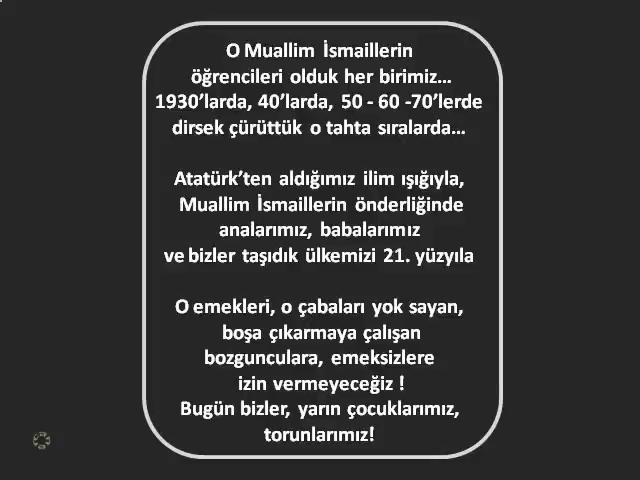 O Muallim İsmaillerin
öğrencileri olduk her birimiz...
1930’larda, 40’larda, 50 - 60 -70’lerde
dirsek çürüttük o tahta sıralarda...
Atatürk’ten aldığımız ilim ışığıyla,
Muallim İsmaillerin önderliğinde
analarımız, babalarımız
ve bizler taşıdık ülkemizi 21. yüzyıla
O emekleri, o çabaları yok sayan,
boşa çıkarmaya çalışan
bozgunculara, emeksizlere
izin vermeyeceğiz !
Bugün bizler, yarın çocuklarımız,
torunlarımız!